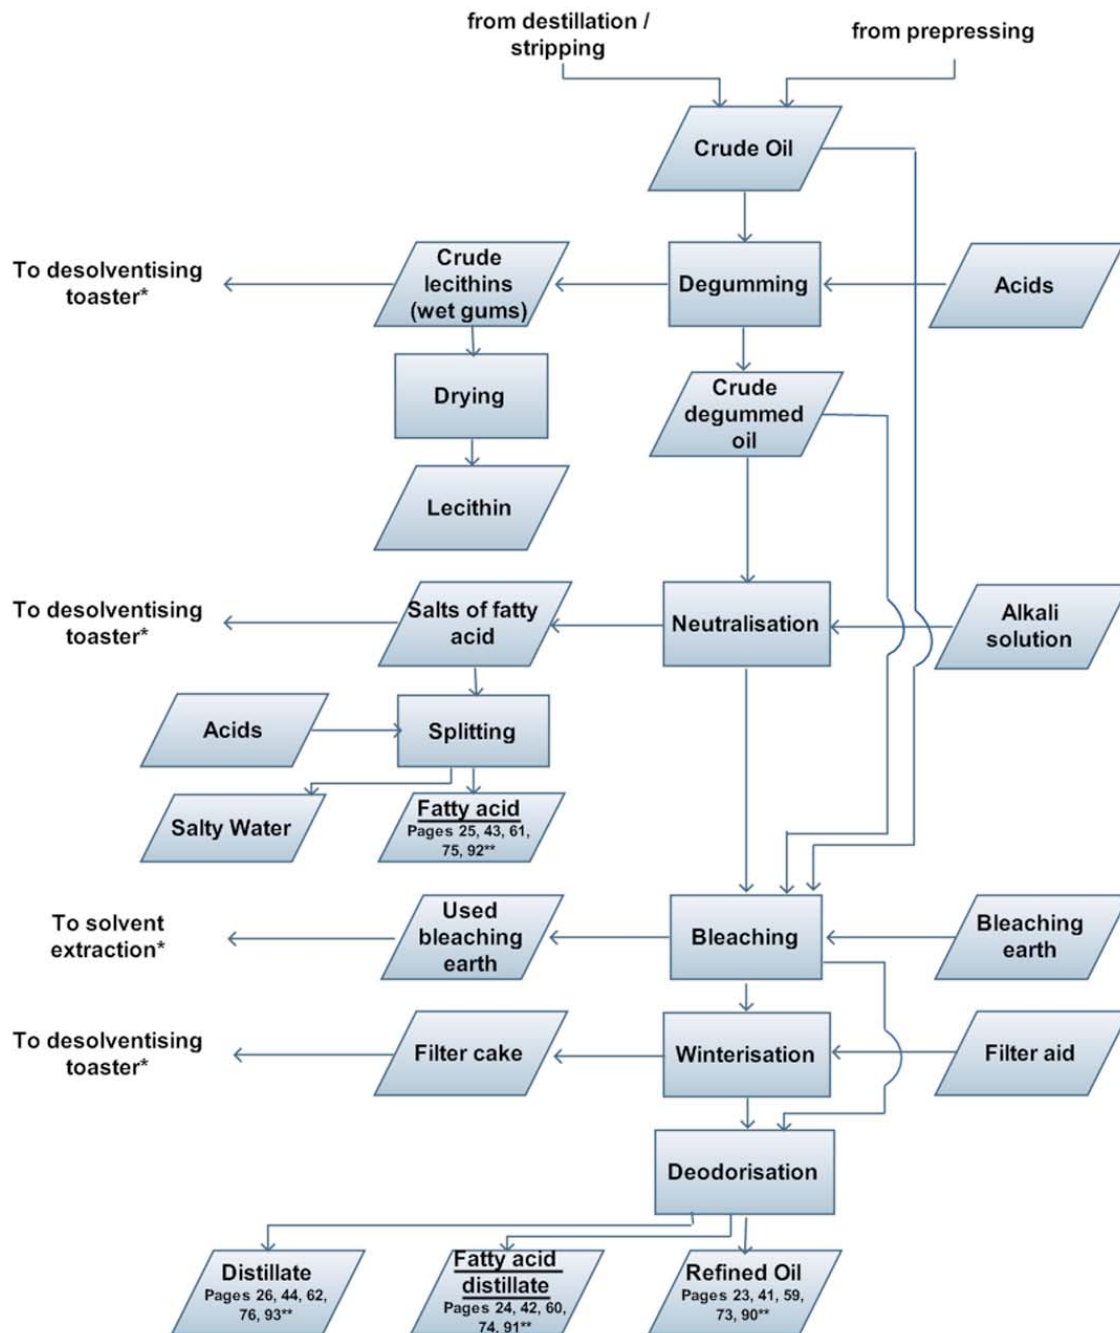 from destillation /
stripping
from prepressing
Crude Oil
To desolventising
toaster*
Crude
lecithins
(wet gums)
Degumming
Acids
Drying
Crude
degummed
oil
Lecithin
To desolventising
toaster*
Salts of fatty
acid
Neutralisation
Alkali
solution
Acids
Splitting
Salty Water
Fatty acid
Pages 25, 43, 61,
75, 92**
To solvent
extraction*
Used
bleaching
earth
Bleaching
Bleaching
earth
To desolventising
toaster*
Filter cake
Winterisation
Filter aid
Deodorisation
Distillate
Pages 26, 44, 62,
76, 93**
Fatty acid
distillate
Pages 24, 42, 60,
74, 91**
Refined Oil
Pages 23, 41, 59,
73, 90**